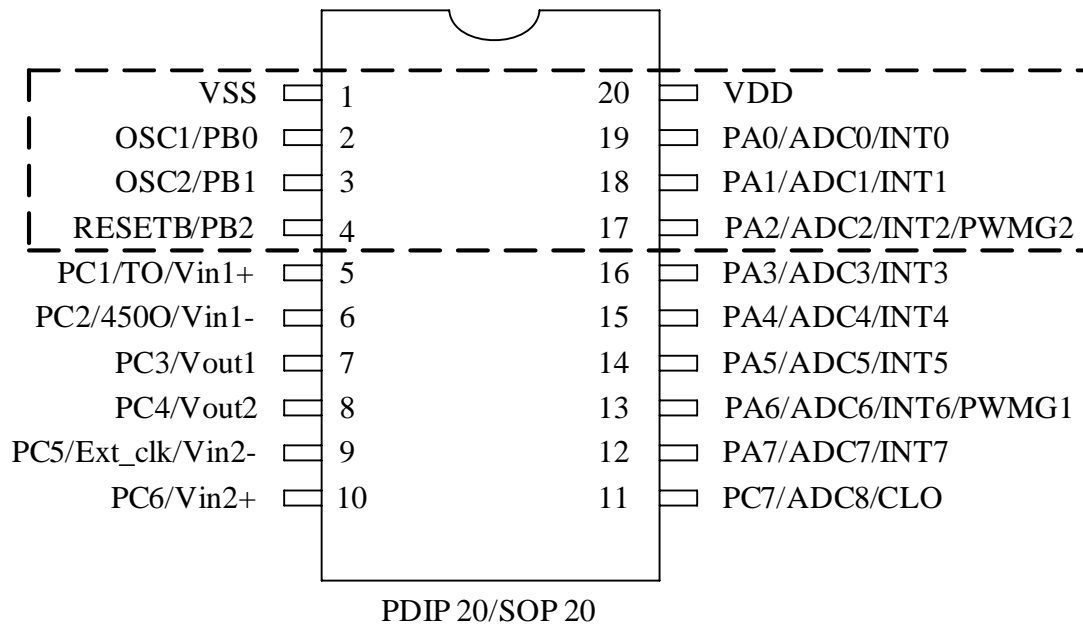 VSS 1 20 VDD
OSC1/PB0 2 19 PA0/ADC0/INT0
OSC2/PB1 3 18 PA1/ADC1/INT1
RESETB/PB2 4 17 PA2/ADC2/INT2/PWMG2
PC1/TO/Vin1+ 5 16 PA3/ADC3/INT3
PC2/450O/Vin1- 6 15 PA4/ADC4/INT4
PC3/Vout1 7 14 PA5/ADC5/INT5
PC4/Vout2 8 13 PA6/ADC6/INT6/PWMG1
PC5/Ext_clk/Vin2- 9 12 PA7/ADC7/INT7
PC6/Vin2+ 10 11 PC7/ADC8/CLO
PDIP 20/SOP 20